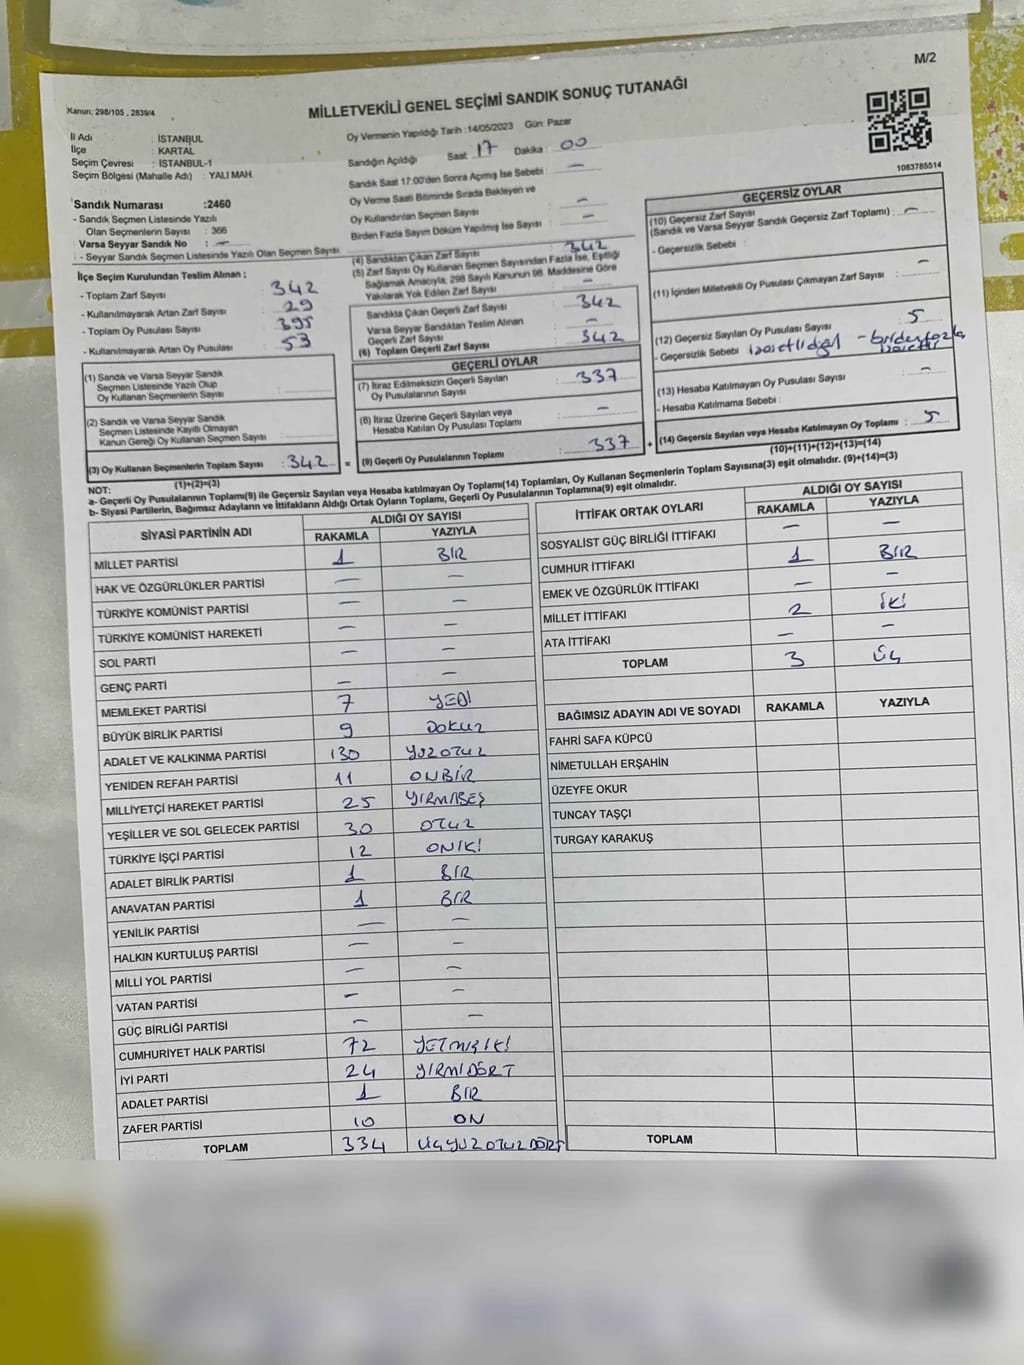 M/2
Kanun; 298/105 , 2839/4
MİLLETVEKİLİ GENEL SEÇİMİ SANDIK SONUÇ TUTANAĞI
İl Adı : İSTANBUL
İlçe : KARTAL
Seçim Çevresi : İSTANBUL-1
Seçim Bölgesi (Mahalle Adı) : YALI MAH.
Oy Vermenin Yapıldığı Tarih :14/05/2023 Gün: Pazar
Sandığın Açıldığı Saat 17 Dakika : 00
Sandık Saat 17:00'den Sonra Açımış İse Sebebi : —
Oy Verme Saati Bitiminde Sırada Bekleyen ve
Oy Kullandırılan Seçmen Sayısı : —
Birden Fazla Sayım Döküm Yapılmış İse Sayısı : —
1083785514
Sandık Numarası :2460
- Sandık Seçmen Listesinde Yazılı
Olan Seçmenlerin Sayısı : 366
Varsa Seyyar Sandık No : —
- Seyyar Sandık Seçmen Listesinde Yazılı Olan Seçmen Sayısı:
İlçe Seçim Kurulundan Teslim Alınan ;
- Toplam Zarf Sayısı : 342
- Kullanılmayarak Artan Zarf Sayısı : 29
- Toplam Oy Pusulası Sayısı : 395
- Kullanılmayarak Artan Oy Pusulası : 53
(1) Sandık ve Varsa Seyyar Sandık
Seçmen Listesinde Yazılı Olup
Oy Kullanan Seçmenlerin Sayısı :
(2) Sandık ve Varsa Seyyar Sandık
Seçmen Listesinde Kayıtlı Olmayan
Kanun Gereği Oy Kullanan Seçmen Sayısı :
(3) Oy Kullanan Seçmenlerin Toplam Sayısı : 342
(1)+(2)=(3)
(4) Sandıktan Çıkan Zarf Sayısı : 342
(5) Zarf Sayısı Oy Kullanan Seçmen Sayısından Fazla İse, Eşitliği
Sağlamak Amacıyla, 298 Sayılı Kanunun 98. Maddesine Göre
Yakılarak Yok Edilen Zarf Sayısı : —
Sandıkta Çıkan Geçerli Zarf Sayısı : 342
Varsa Seyyar Sandıktan Teslim Alınan
Geçerli Zarf Sayısı : —
(6) Toplam Geçerli Zarf Sayısı : 342
GEÇERLİ OYLAR
(7) İtiraz Edilmeksizin Geçerli Sayılan
Oy Pusulalarının Sayısı : 337
(8) İtiraz Üzerine Geçerli Sayılan veya
Hesaba Katılan Oy Pusulası Toplamı : —
(9) Geçerli Oy Pusulalarının Toplamı : 337
GEÇERSİZ OYLAR
(10) Geçersiz Zarf Sayısı
(Sandık ve Varsa Seyyar Sandık Geçersiz Zarf Toplamı) : —
- Geçersizlik Sebebi :
(11) İçinden Milletvekili Oy Pusulası Çıkmayan Zarf Sayısı : —
(12) Geçersiz Sayılan Oy Pusulası Sayısı : 5
- Geçersizlik Sebebi
(13) Hesaba Katılmayan Oy Pusulası Sayısı : —
- Hesaba Katılmama Sebebi :
(14) Geçersiz Sayılan veya Hesaba Katılmayan Oy Toplamı : 5
(10)+(11)+(12)+(13)=(14)
NOT:
a- Geçerli Oy Pusulalarının Toplamı(9) ile Geçersiz Sayılan veya Hesaba katılmayan Oy Toplamı(14) Toplamları, Oy Kullanan Seçmenlerin Toplam Sayısına(3) eşit olmalıdır. (9)+(14)=(3)
b- Siyasi Partilerin, Bağımsız Adayların ve İttifakların Aldığı Ortak Oyların Toplamı, Geçerli Oy Pusulalarının Toplamına(9) eşit olmalıdır.
SİYASİ PARTİNİN ADI ALDIĞI OY SAYISI
RAKAMLA YAZIYLA
MİLLET PARTİSİ 1 BİR
HAK VE ÖZGÜRLÜKLER PARTİSİ — —
TÜRKİYE KOMÜNİST PARTİSİ — —
TÜRKİYE KOMÜNİST HAREKETİ — —
SOL PARTİ — —
GENÇ PARTİ — —
MEMLEKET PARTİSİ 7 YEDİ
BÜYÜK BİRLİK PARTİSİ 9 DOKUZ
ADALET VE KALKINMA PARTİSİ 130 YÜZOTUZ
YENİDEN REFAH PARTİSİ 11 ONBİR
MİLLİYETÇİ HAREKET PARTİSİ 25 YİRMİBEŞ
YEŞİLLER VE SOL GELECEK PARTİSİ 30 OTUZ
TÜRKİYE İŞÇİ PARTİSİ 12 ONİKİ
ADALET BİRLİK PARTİSİ 1 BİR
ANAVATAN PARTİSİ 1 BİR
YENİLİK PARTİSİ — —
HALKIN KURTULUŞ PARTİSİ — —
MİLLİ YOL PARTİSİ — —
VATAN PARTİSİ — —
GÜÇ BİRLİĞİ PARTİSİ — —
CUMHURİYET HALK PARTİSİ 72 YETMİŞİKİ
İYİ PARTİ 24 YİRMİDÖRT
ADALET PARTİSİ 1 BİR
ZAFER PARTİSİ 10 ON
TOPLAM 334 ÜÇYÜZOTUZDÖRT
İTTİFAK ORTAK OYLARI ALDIĞI OY SAYISI
RAKAMLA YAZIYLA
SOSYALİST GÜÇ BİRLİĞİ İTTİFAKI — —
CUMHUR İTTİFAKI 1 BİR
EMEK VE ÖZGÜRLÜK İTTİFAKI — —
MİLLET İTTİFAKI 2 İKİ
ATA İTTİFAKI — —
TOPLAM 3 ÜÇ
BAĞIMSIZ ADAYIN ADI VE SOYADI RAKAMLA YAZIYLA
FAHRİ SAFA KÜPCÜ
NİMETULLAH ERŞAHİN
ÜZEYFE OKUR
TUNCAY TAŞÇI
TURGAY KARAKUŞ
TOPLAM